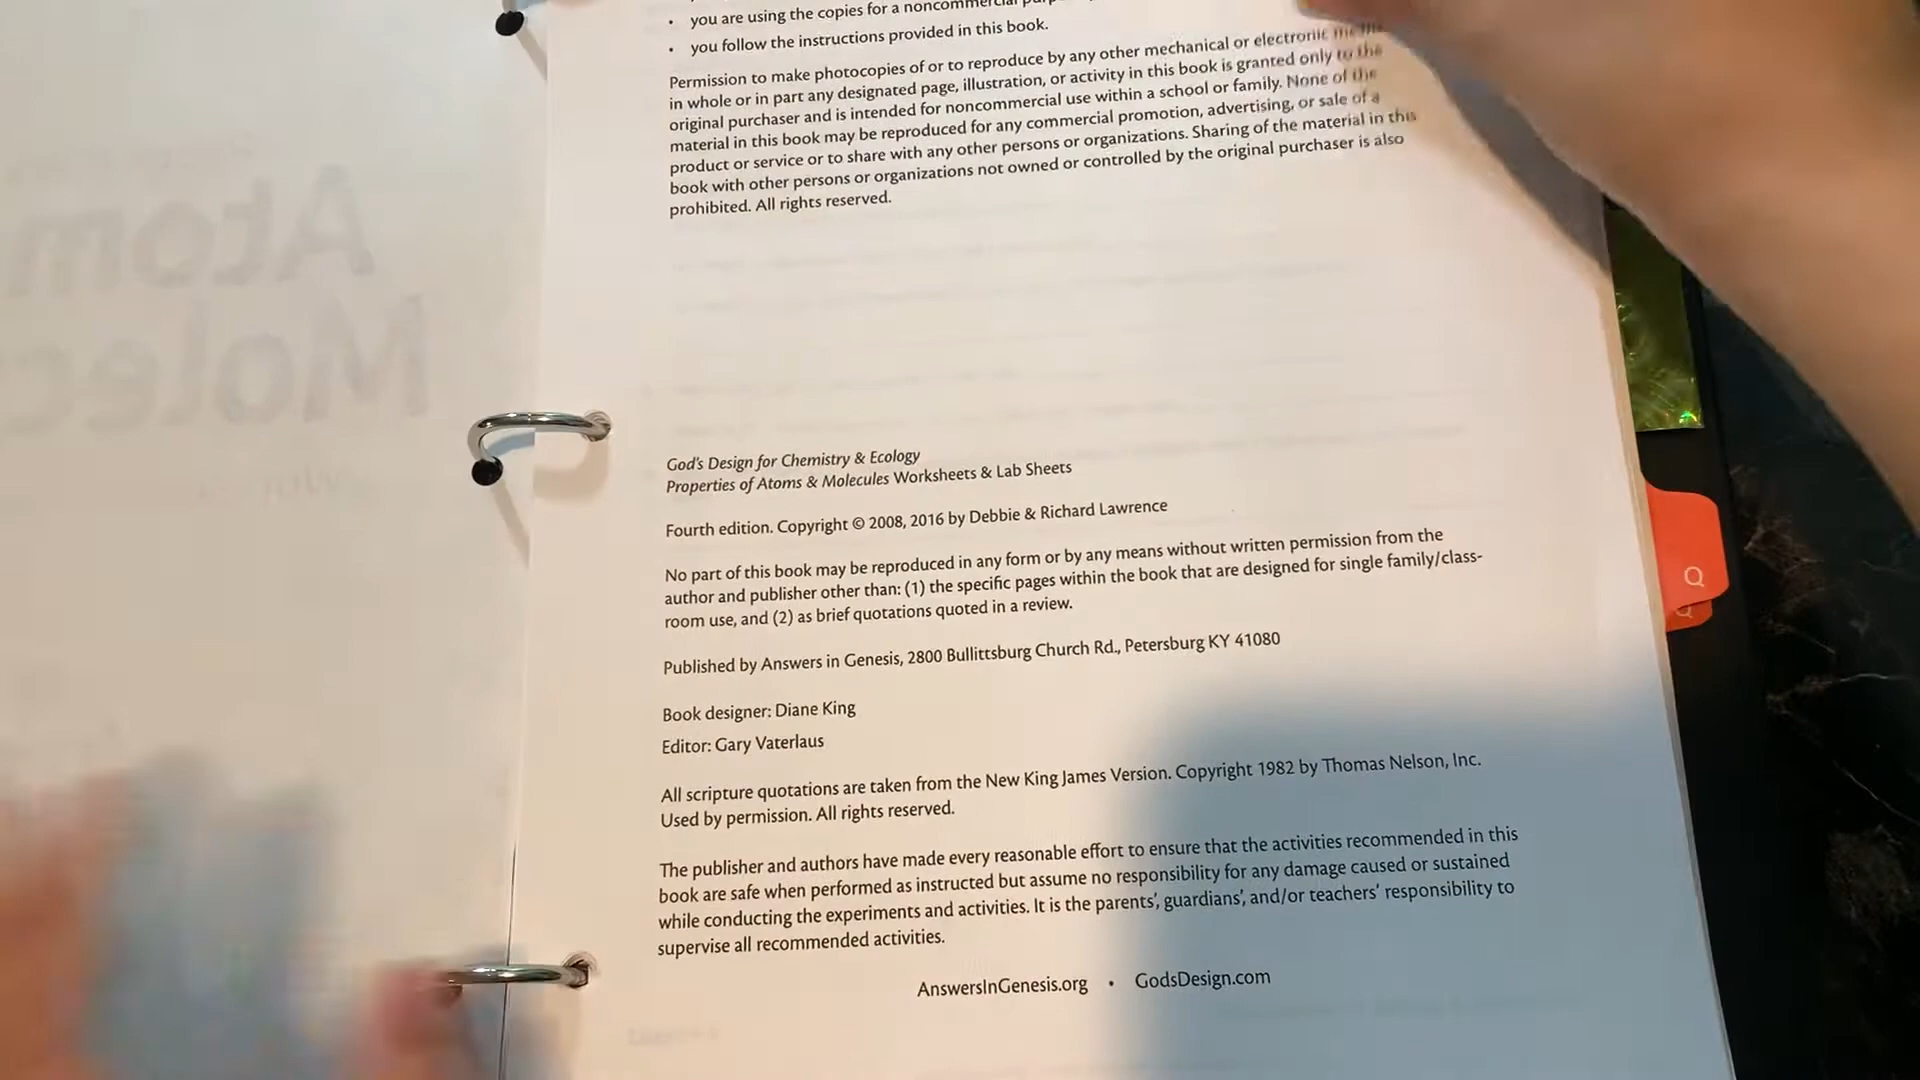 • you are using the copies for a noncommercial
• you follow the instructions provided in this book.
Permission to make photocopies of or to reproduce by any other mechanical or electronic
in whole or in part any designated page, illustration, or activity in this book is granted only to the
original purchaser and is intended for noncommercial use within a school or family. None of the
material in this book may be reproduced for any commercial promotion, advertising, or sale of a
product or service or to share with any other persons or organizations. Sharing of the material in this
book with other persons or organizations not owned or controlled by the original purchaser is also
prohibited. All rights reserved.
Atom
Molec
God's Design for Chemistry & Ecology
Properties of Atoms & Molecules Worksheets & Lab Sheets
Fourth edition. Copyright © 2008, 2016 by Debbie & Richard Lawrence
No part of this book may be reproduced in any form or by any means without written permission from the
author and publisher other than: (1) the specific pages within the book that are designed for single family/class-
room use, and (2) as brief quotations quoted in a review.
Published by Answers in Genesis, 2800 Bullittsburg Church Rd., Petersburg KY 41080
Book designer: Diane King
Editor: Gary Vaterlaus
All scripture quotations are taken from the New King James Version. Copyright 1982 by Thomas Nelson, Inc.
Used by permission. All rights reserved.
The publisher and authors have made every reasonable effort to ensure that the activities recommended in this
book are safe when performed as instructed but assume no responsibility for any damage caused or sustained
while conducting the experiments and activities. It is the parents', guardians', and/or teachers' responsibility to
supervise all recommended activities.
AnswersInGenesis.org • GodsDesign.com
Q
Q